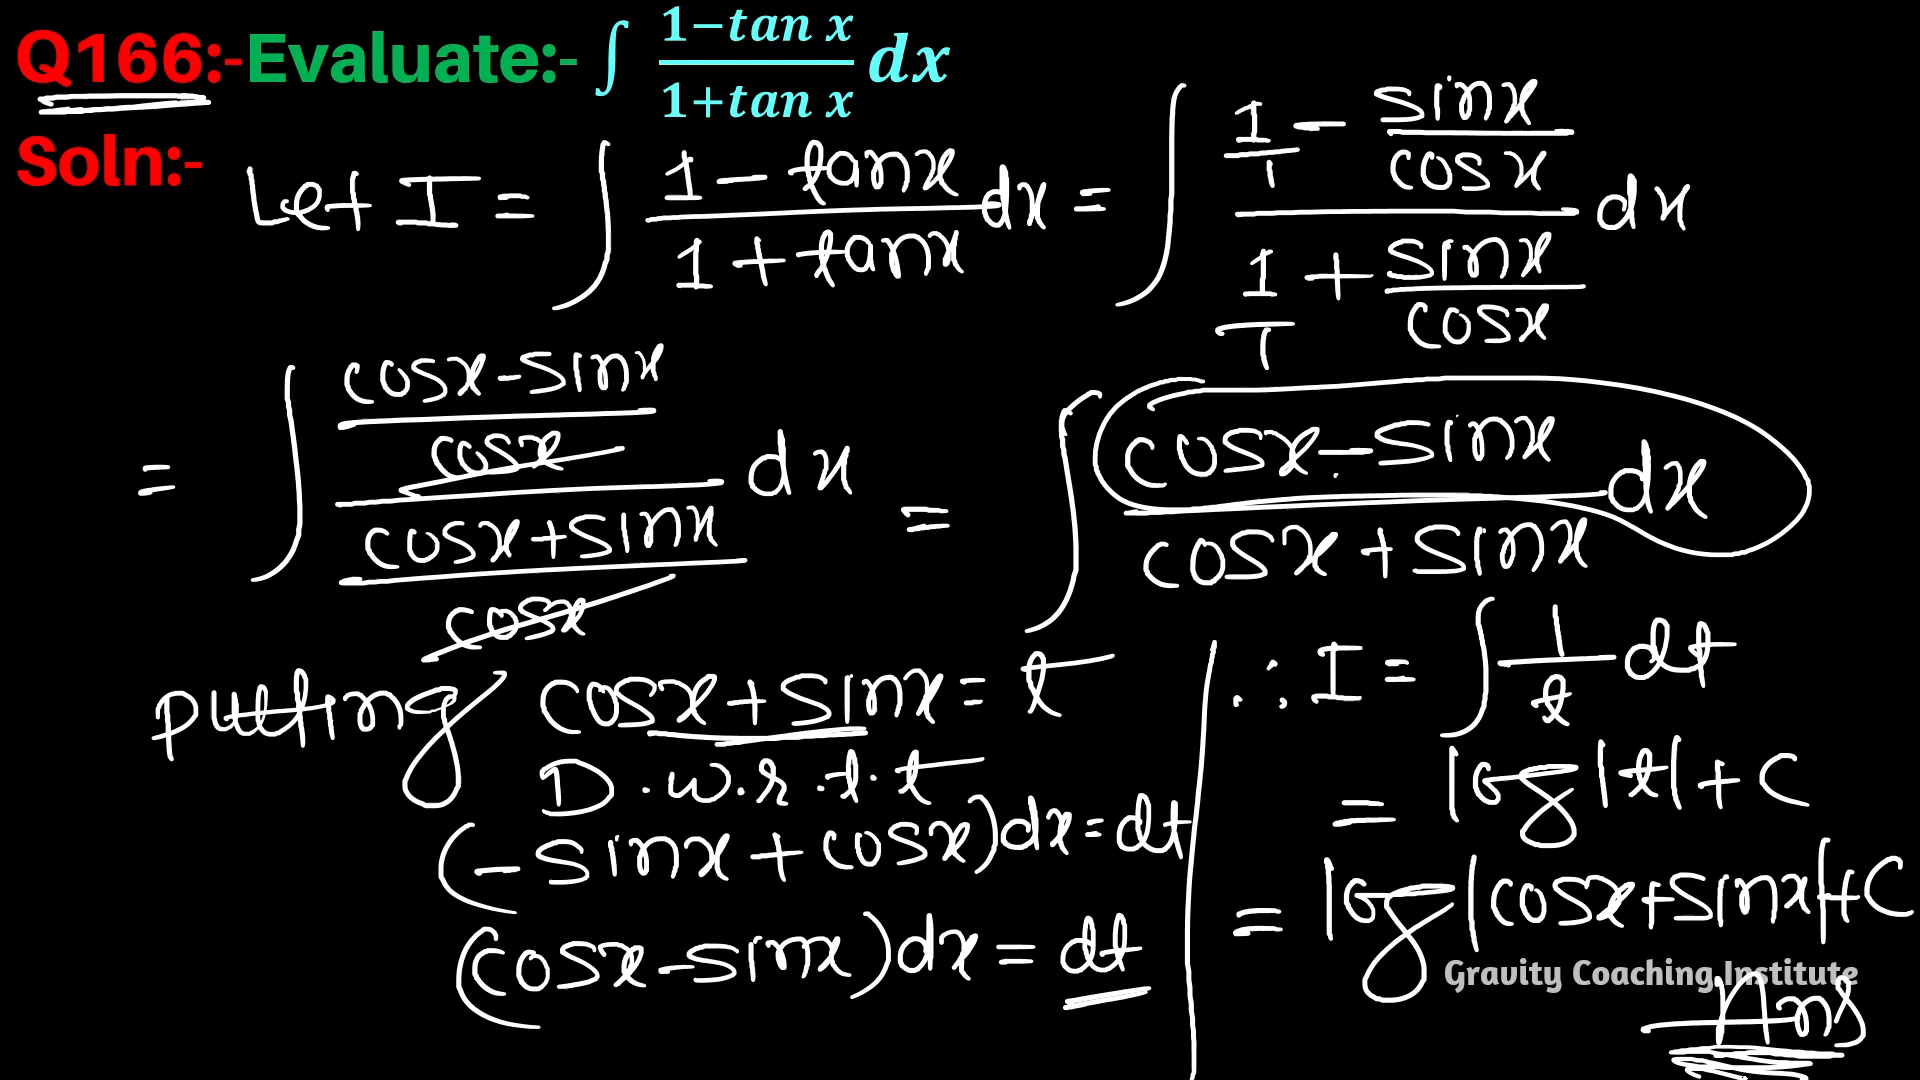 Q166:-Evaluate:- ∫ (1−tan x)/(1+tan x) dx
Soln:-
Let I = ∫ (1 − tanx)/(1 + tanx) dx = ∫ (1/1 − sinx/cosx)/(1/1 + sinx/cosx) dx
= ∫ ((cosx − sinx)/cosx)/((cosx + sinx)/cosx) dx = ∫ (cosx − sinx)/(cosx + sinx) dx
putting cosx + sinx = t
D.w.r.t. t
(− sinx + cosx)dx = dt
(cosx − sinx)dx = dt
∴ I = ∫ 1/t dt
= log|t| + C
= log|cosx + sinx| + C
Gravity Coaching Institute
Ans